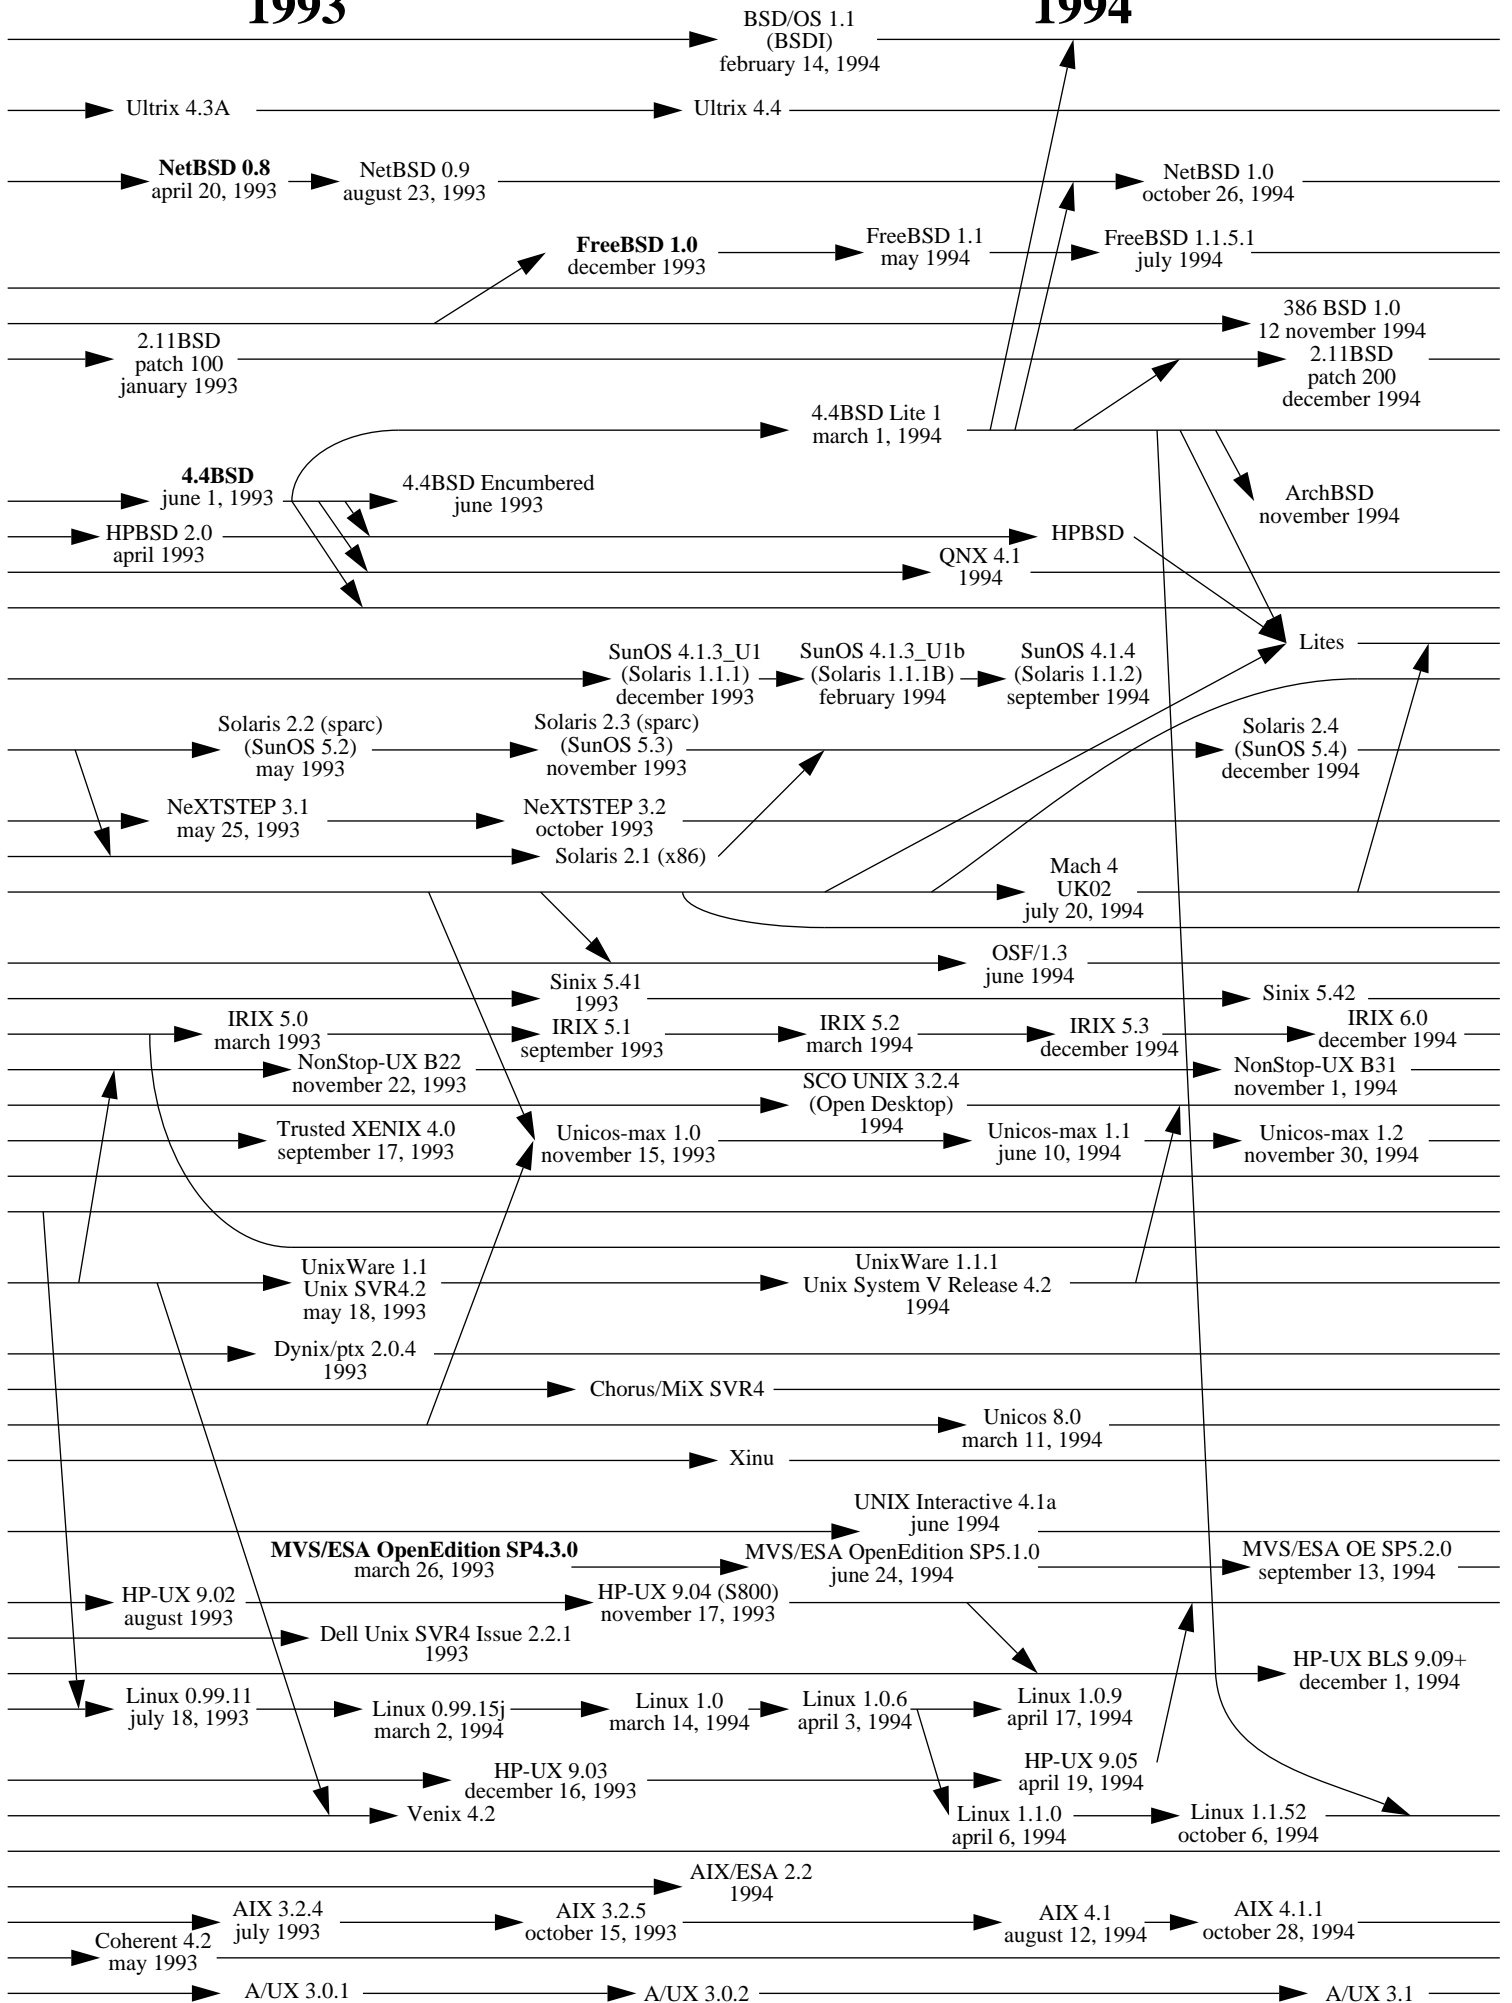 1993
1994
BSD/OS 1.1
(BSDI)
february 14, 1994
Ultrix 4.3A
Ultrix 4.4
NetBSD 0.8
april 20, 1993
NetBSD 0.9
august 23, 1993
NetBSD 1.0
october 26, 1994
FreeBSD 1.0
december 1993
FreeBSD 1.1
may 1994
FreeBSD 1.1.5.1
july 1994
386 BSD 1.0
12 november 1994
2.11BSD
patch 100
january 1993
2.11BSD
patch 200
december 1994
4.4BSD Lite 1
march 1, 1994
4.4BSD
june 1, 1993
4.4BSD Encumbered
june 1993
ArchBSD
november 1994
HPBSD 2.0
april 1993
HPBSD
QNX 4.1
1994
Lites
SunOS 4.1.3_U1
(Solaris 1.1.1)
december 1993
SunOS 4.1.3_U1b
(Solaris 1.1.1B)
february 1994
SunOS 4.1.4
(Solaris 1.1.2)
september 1994
Solaris 2.2 (sparc)
(SunOS 5.2)
may 1993
Solaris 2.3 (sparc)
(SunOS 5.3)
november 1993
Solaris 2.4
(SunOS 5.4)
december 1994
NeXTSTEP 3.1
may 25, 1993
NeXTSTEP 3.2
october 1993
Solaris 2.1 (x86)
Mach 4
UK02
july 20, 1994
OSF/1.3
june 1994
Sinix 5.41
1993
Sinix 5.42
IRIX 5.0
march 1993
IRIX 5.1
september 1993
IRIX 5.2
march 1994
IRIX 5.3
december 1994
IRIX 6.0
december 1994
NonStop-UX B22
november 22, 1993
NonStop-UX B31
november 1, 1994
SCO UNIX 3.2.4
(Open Desktop)
1994
Trusted XENIX 4.0
september 17, 1993
Unicos-max 1.0
november 15, 1993
Unicos-max 1.1
june 10, 1994
Unicos-max 1.2
november 30, 1994
UnixWare 1.1
Unix SVR4.2
may 18, 1993
UnixWare 1.1.1
Unix System V Release 4.2
1994
Dynix/ptx 2.0.4
1993
Chorus/MiX SVR4
Unicos 8.0
march 11, 1994
Xinu
UNIX Interactive 4.1a
june 1994
MVS/ESA OpenEdition SP4.3.0
march 26, 1993
MVS/ESA OpenEdition SP5.1.0
june 24, 1994
MVS/ESA OE SP5.2.0
september 13, 1994
HP-UX 9.02
august 1993
HP-UX 9.04 (S800)
november 17, 1993
Dell Unix SVR4 Issue 2.2.1
1993
HP-UX BLS 9.09+
december 1, 1994
Linux 0.99.11
july 18, 1993
Linux 0.99.15j
march 2, 1994
Linux 1.0
march 14, 1994
Linux 1.0.6
april 3, 1994
Linux 1.0.9
april 17, 1994
HP-UX 9.03
december 16, 1993
HP-UX 9.05
april 19, 1994
Venix 4.2
Linux 1.1.0
april 6, 1994
Linux 1.1.52
october 6, 1994
AIX/ESA 2.2
1994
AIX 3.2.4
july 1993
AIX 3.2.5
october 15, 1993
AIX 4.1
august 12, 1994
AIX 4.1.1
october 28, 1994
Coherent 4.2
may 1993
A/UX 3.0.1
A/UX 3.0.2
A/UX 3.1